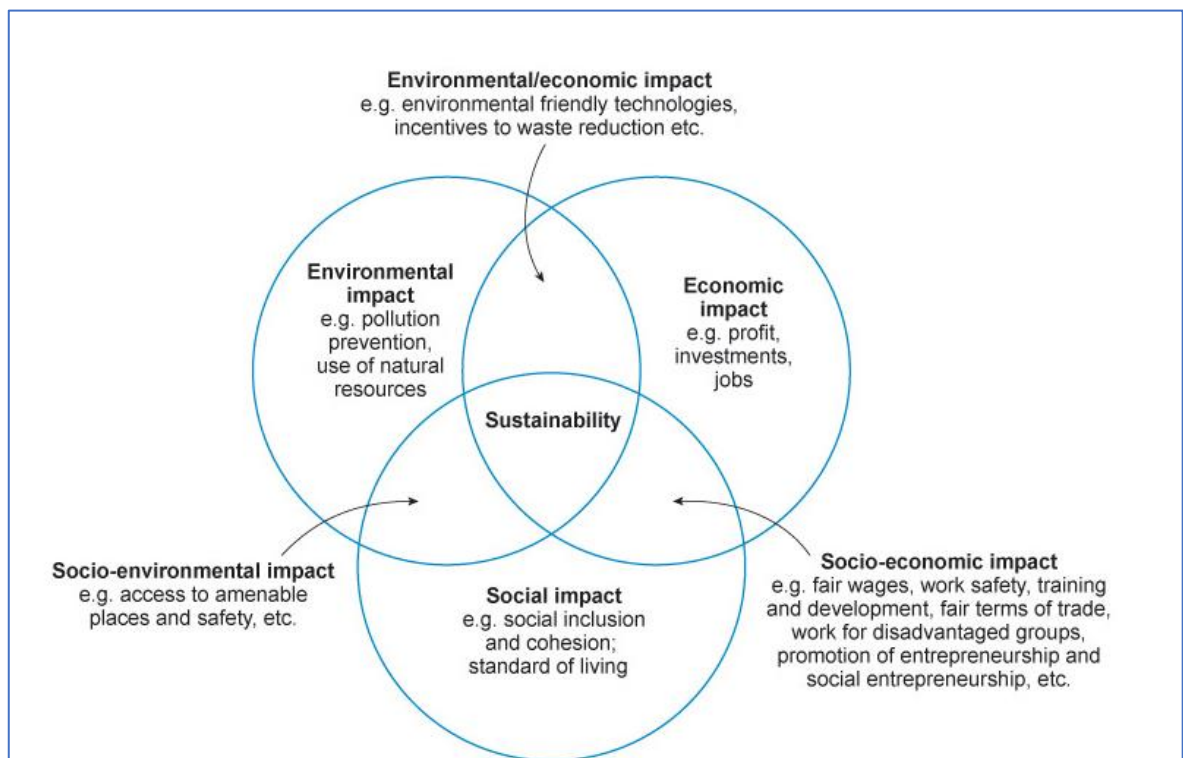 Environmental/economic impact
e.g. environmental friendly technologies,
incentives to waste reduction etc.
Environmental
impact
e.g. pollution
prevention,
use of natural
resources
Economic
impact
e.g. profit,
investments,
jobs
Sustainability
Socio-environmental impact
e.g. access to amenable
places and safety, etc.
Social impact
e.g. social inclusion
and cohesion;
standard of living
Socio-economic impact
e.g. fair wages, work safety, training
and development, fair terms of trade,
work for disadvantaged groups,
promotion of entrepreneurship and
social entrepreneurship, etc.